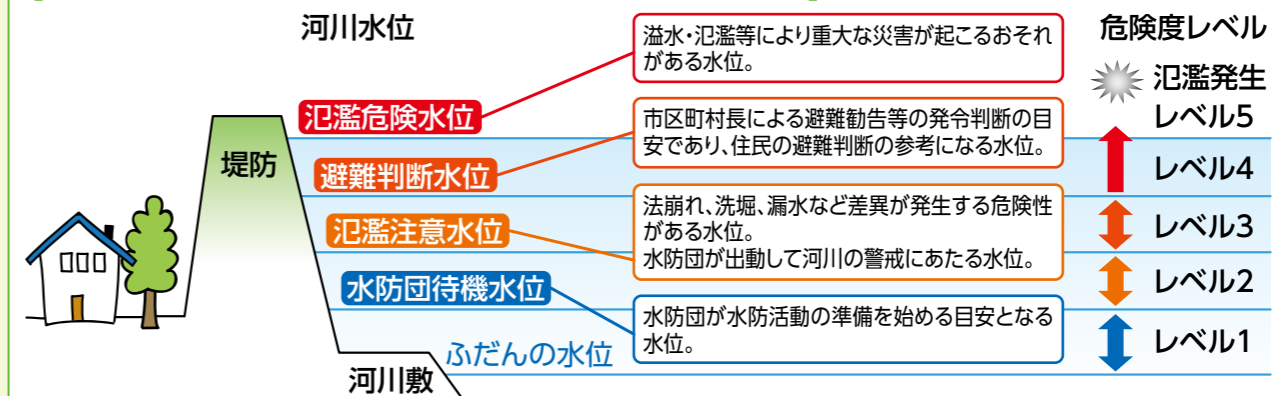 河川水位
危険度レベル
溢水・氾濫等により重大な災害が起こるおそれ
がある水位。
氾濫発生
レベル5
氾濫危険水位
市区町村長による避難勧告等の発令判断の目
安であり、住民の避難判断の参考になる水位。
堤防
避難判断水位
レベル4
法崩れ、洗堀、漏水など差異が発生する危険性
がある水位。
水防団が出動して河川の警戒にあたる水位。
氾濫注意水位
レベル3
水防団待機水位
レベル2
水防団が水防活動の準備を始める目安となる
水位。
ふだんの水位
レベル1
河川敷